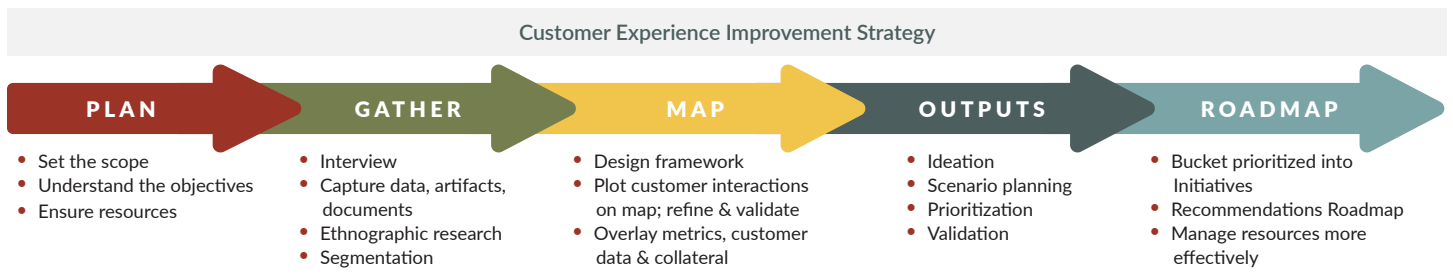 Customer Experience Improvement Strategy
PLAN
GATHER
MAP
OUTPUTS
ROADMAP
• Set the scope
• Understand the objectives
• Ensure resources
• Interview
• Capture data, artifacts,
documents
• Ethnographic research
• Segmentation
• Design framework
• Plot customer interactions
on map; refine & validate
• Overlay metrics, customer
data & collateral
• Ideation
• Scenario planning
• Prioritization
• Validation
• Bucket prioritized into
Initiatives
• Recommendations Roadmap
• Manage resources more
effectively